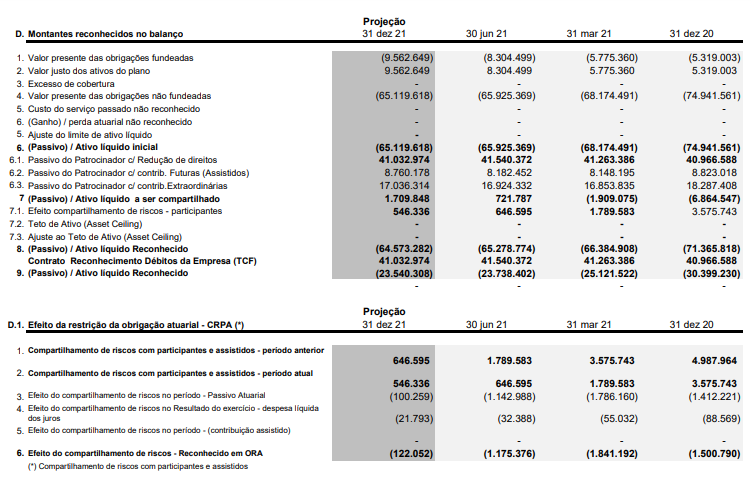 Projeção
D. Montantes reconhecidos no balanço 31 dez 21 30 jun 21 31 mar 21 31 dez 20
1. Valor presente das obrigações fundeadas (9.562.649) (8.304.499) (5.775.360) (5.319.003)
2. Valor justo dos ativos do plano 9.562.649 8.304.499 5.775.360 5.319.003
3. Excesso de cobertura - - - -
4. Valor presente das obrigações não fundeadas (65.119.618) (65.925.369) (68.174.491) (74.941.561)
5. Custo do serviço passado não reconhecido - - - -
6. (Ganho) / perda atuarial não reconhecido - - - -
5. Ajuste do limite de ativo líquido - - - -
6. (Passivo) / Ativo líquido inicial (65.119.618) (65.925.369) (68.174.491) (74.941.561)
6.1. Passivo do Patrocinador c/ Redução de direitos 41.032.974 41.540.372 41.263.386 40.966.588
6.2. Passivo do Patrocinador c/ contrib. Futuras (Assistidos) 8.760.178 8.182.452 8.148.195 8.823.018
6.3. Passivo do Patrocinador c/ contrib.Extraordinárias 17.036.314 16.924.332 16.853.835 18.287.408
7 (Passivo) / Ativo líquido a ser compartilhado 1.709.848 721.787 (1.909.075) (6.864.547)
7.1. Efeito compartilhamento de riscos - participantes 546.336 646.595 1.789.583 3.575.743
7.2. Teto de Ativo (Asset Ceiling) - - - -
7.3. Ajuste ao Teto de Ativo (Asset Ceiling) - - - -
8. (Passivo) / Ativo líquido Reconhecido (64.573.282) (65.278.774) (66.384.908) (71.365.818)
Contrato Reconhecimento Débitos da Empresa (TCF) 41.032.974 41.540.372 41.263.386 40.966.588
9. (Passivo) / Ativo líquido Reconhecido (23.540.308) (23.738.402) (25.121.522) (30.399.230)
- - - -
Projeção
D.1. Efeito da restrição da obrigação atuarial - CRPA (*) 31 dez 21 30 jun 21 31 mar 21 31 dez 20
1. Compartilhamento de riscos com participantes e assistidos - período anterior
646.595 1.789.583 3.575.743 4.987.964
2. Compartilhamento de riscos com participantes e assistidos - período atual
546.336 646.595 1.789.583 3.575.743
3. Efeito do compartilhamento de riscos no período - Passivo Atuarial (100.259) (1.142.988) (1.786.160) (1.412.221)
4. Efeito do compartilhamento de riscos no Resultado do exercício - despesa líquida
dos juros (21.793) (32.388) (55.032) (88.569)
5. Efeito do compartilhamento de riscos no período - (contribuição assistido)
- - - -
6. Efeito do compartilhamento de riscos - Reconhecido em ORA (122.052) (1.175.376) (1.841.192) (1.500.790)
(*) Compartilhamento de riscos com participantes e assistidos